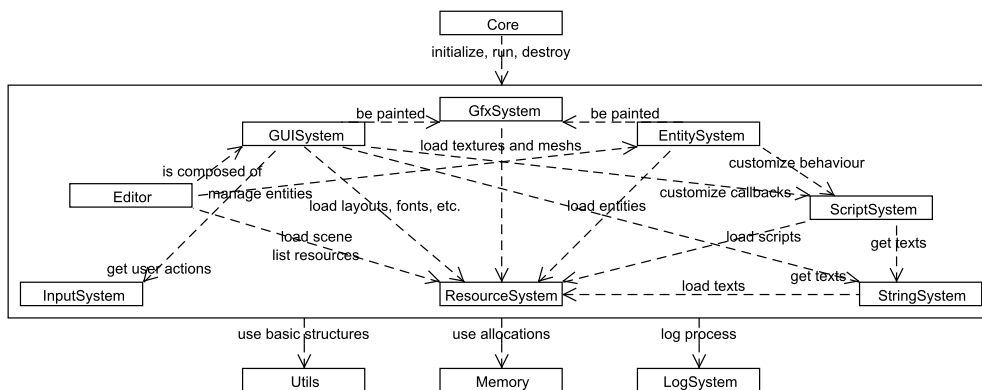 Core
initialize, run, destroy
GfxSystem
be painted
be painted
GUISystem
EntitySystem
load textures and meshs
customize behaviour
is composed of
Editor
manage entities
customize callbacks
load layouts, fonts, etc.
load entities
ScriptSystem
load scene
list resources
load scripts
get texts
get user actions
get texts
load texts
InputSystem
ResourceSystem
StringSystem
use basic structures
use allocations
log process
Utils
Memory
LogSystem